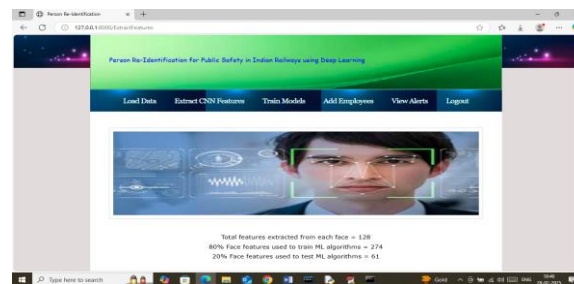 Person Re-Identification
127.0.0.1:8000/ExtractFeatures
Person Re-Identification for Public Safety in Indian Railways using Deep Learning
Load Data Extract CNN Features Train Models Add Employees View Alerts Logout
Total features extracted from each face = 128
80% Face features used to train ML algorithms = 274
20% Face features used to test ML algorithms = 61
Type here to search
Gold
ENG